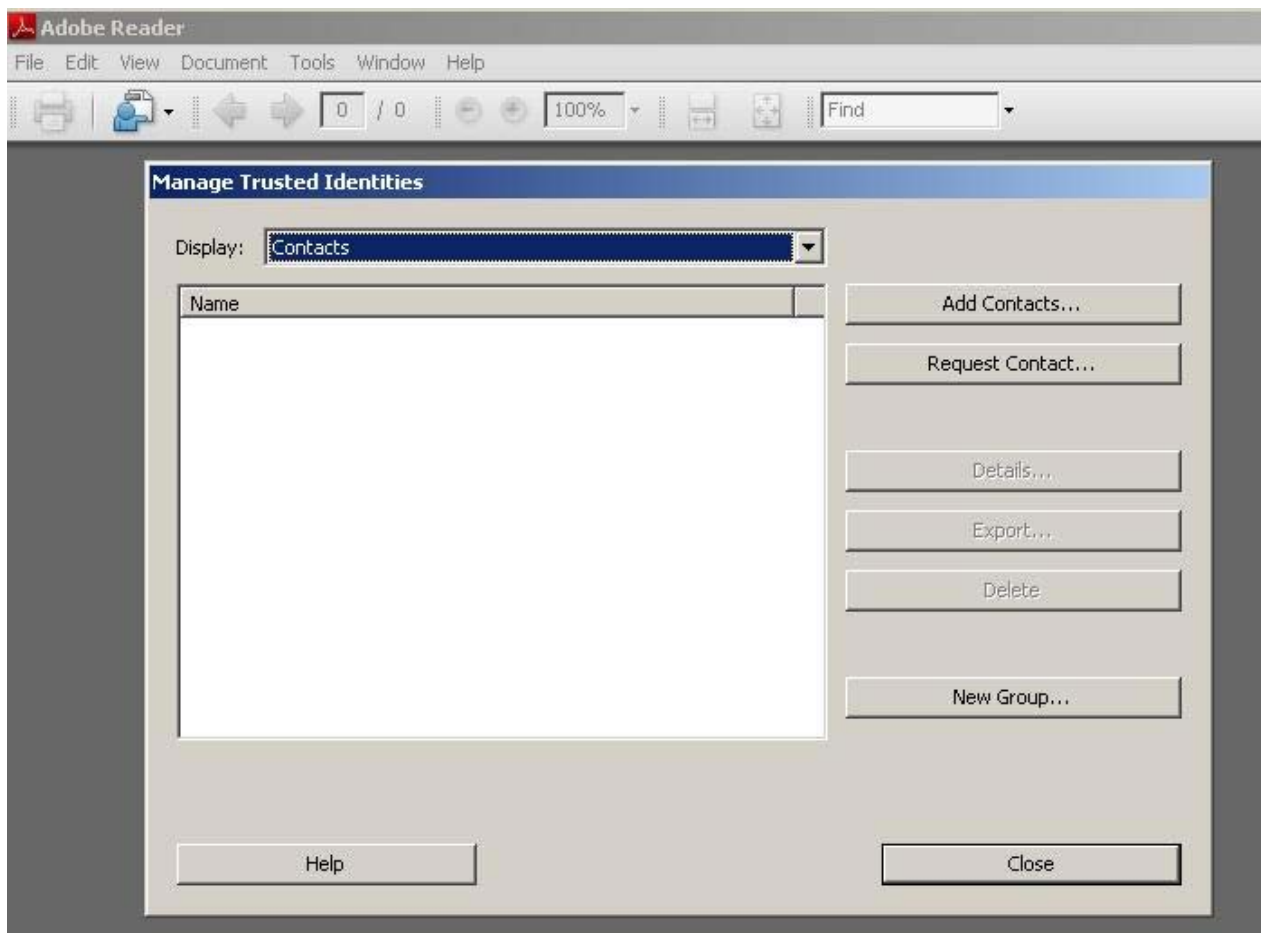 Adobe Reader
File Edit View Document Tools Window Help
0 / 0 100% Find
Manage Trusted Identities
Display: Contacts
Name
Add Contacts...
Request Contact...
Details...
Export...
Delete
New Group...
Help Close